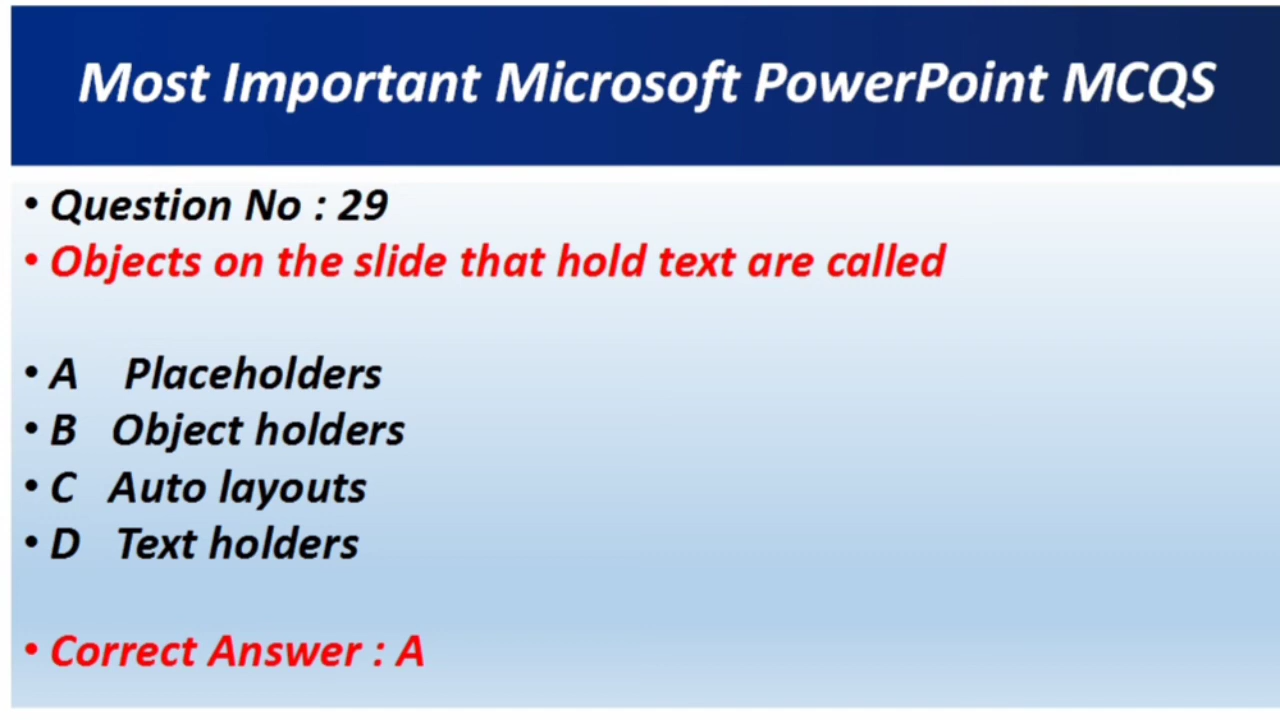 Most Important Microsoft PowerPoint MCQS
• Question No : 29
• Objects on the slide that hold text are called
• A Placeholders
• B Object holders
• C Auto layouts
• D Text holders
• Correct Answer : A